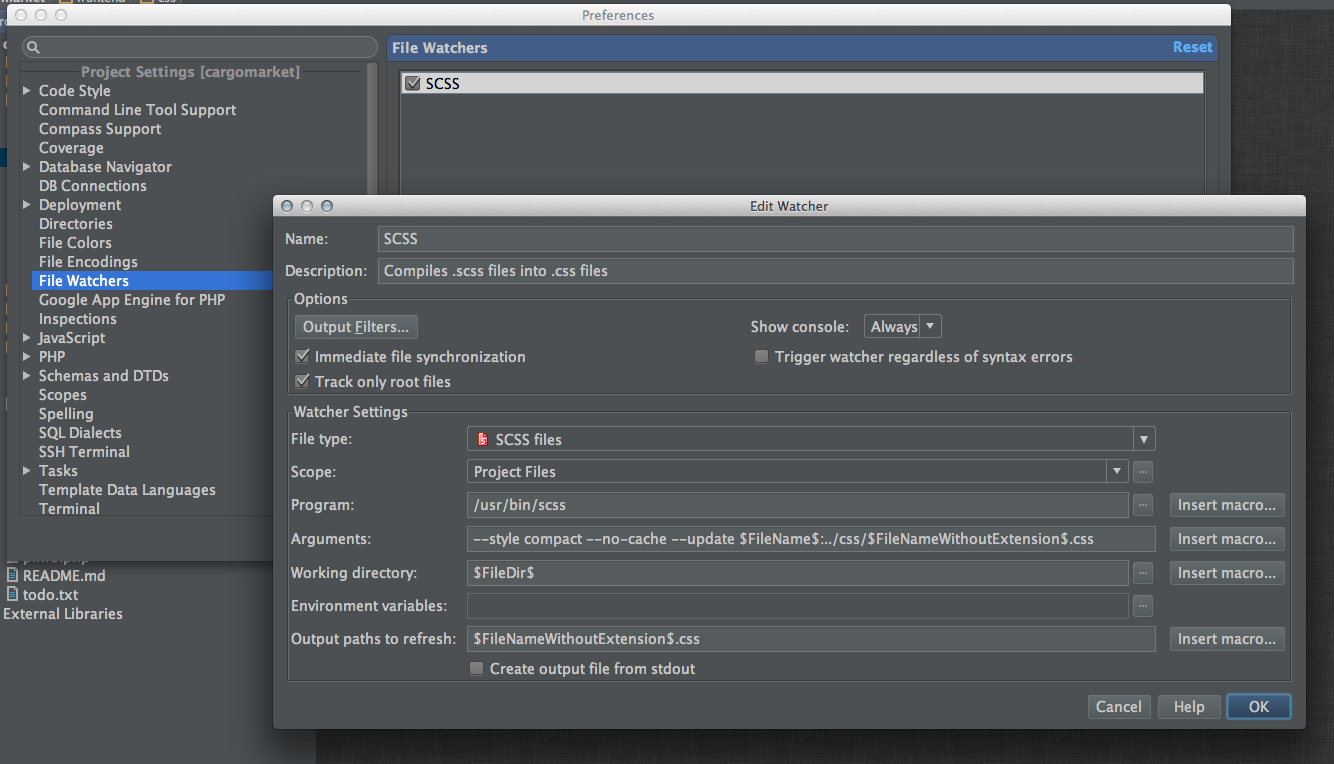 frontend
css
Preferences
File Watchers
Reset
Project Settings [cargomarket]
SCSS
Code Style
Command Line Tool Support
Compass Support
Coverage
Database Navigator
DB Connections
Deployment
Directories
File Colors
File Encodings
File Watchers
Google App Engine for PHP
Inspections
JavaScript
PHP
Schemas and DTDs
Scopes
Spelling
SQL Dialects
SSH Terminal
Tasks
Template Data Languages
Terminal
README.md
todo.txt
External Libraries
Edit Watcher
Name: SCSS
Description: Compiles .scss files into .css files
Options
Output Filters... Show console: Always
Immediate file synchronization Trigger watcher regardless of syntax errors
Track only root files
Watcher Settings
File type: SCSS files
Scope: Project Files ...
Program: /usr/bin/scss ... Insert macro...
Arguments: --style compact --no-cache --update $FileName$:../css/$FileNameWithoutExtension$.css Insert macro...
Working directory: $FileDir$ ... Insert macro...
Environment variables: ...
Output paths to refresh: $FileNameWithoutExtension$.css Insert macro...
Create output file from stdout
Cancel Help OK